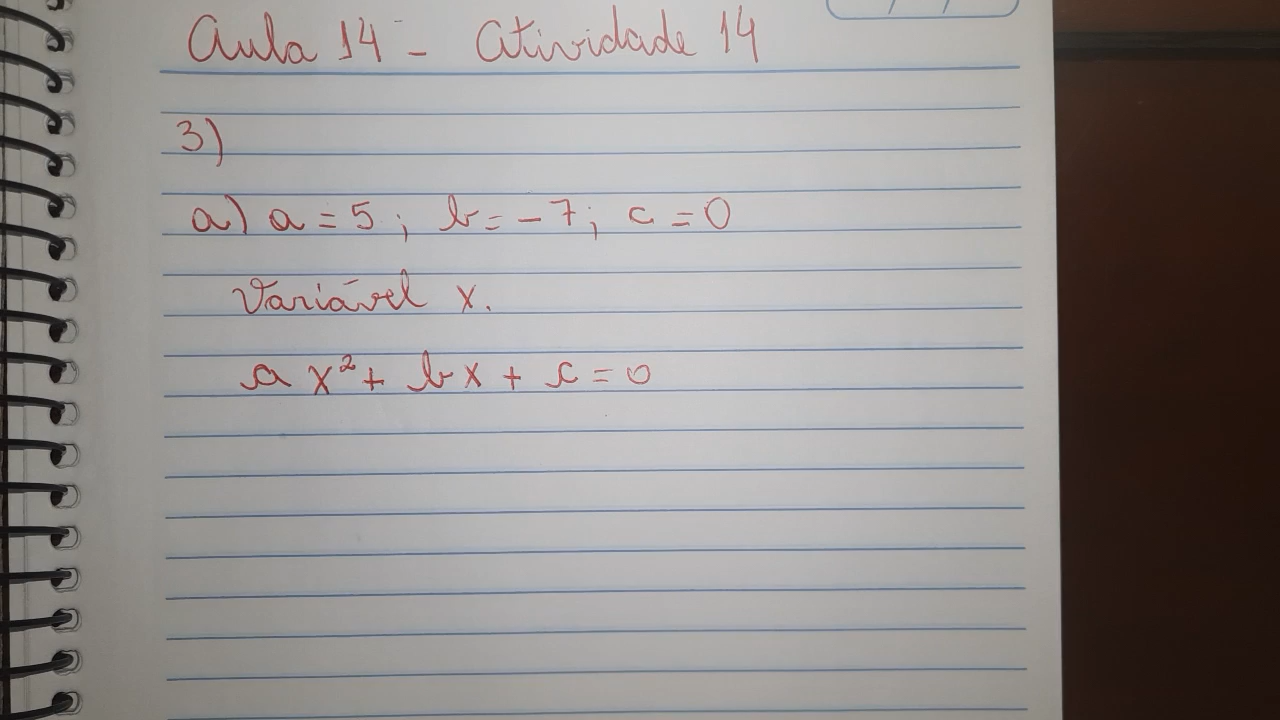 Aula 14 - Atividade 14
3)
a) a = 5; b = -7; c = 0
Variável x.
a x² + b x + c = 0